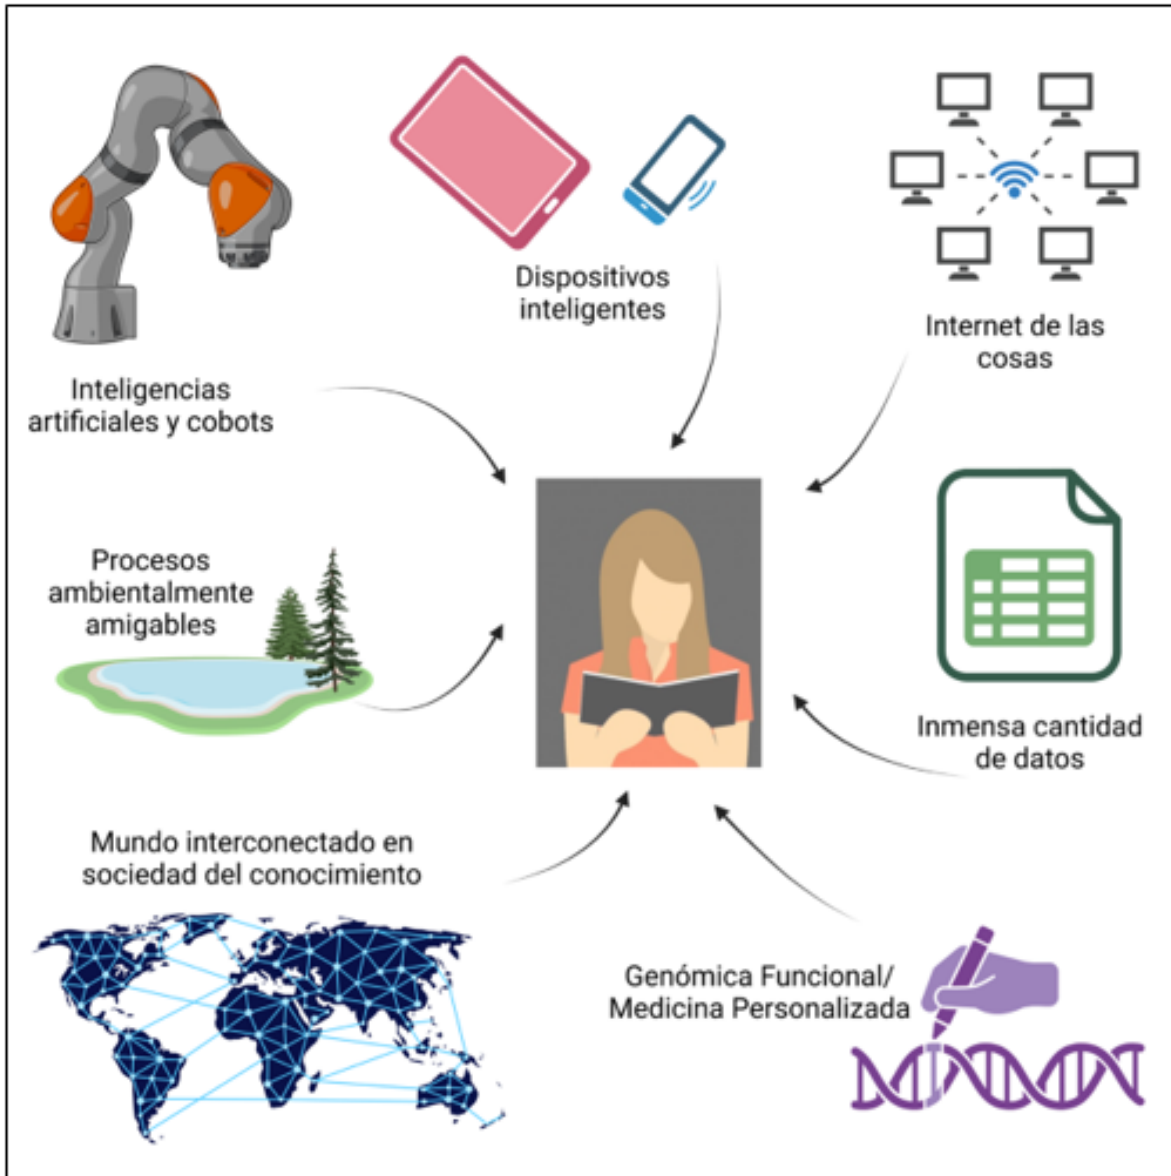 Dispositivos
inteligentes
Internet de las
cosas
Inteligencias
artificiales y cobots
Procesos
ambientalmente
amigables
Inmensa cantidad
de datos
Mundo interconectado en
sociedad del conocimiento
Genómica Funcional/
Medicina Personalizada